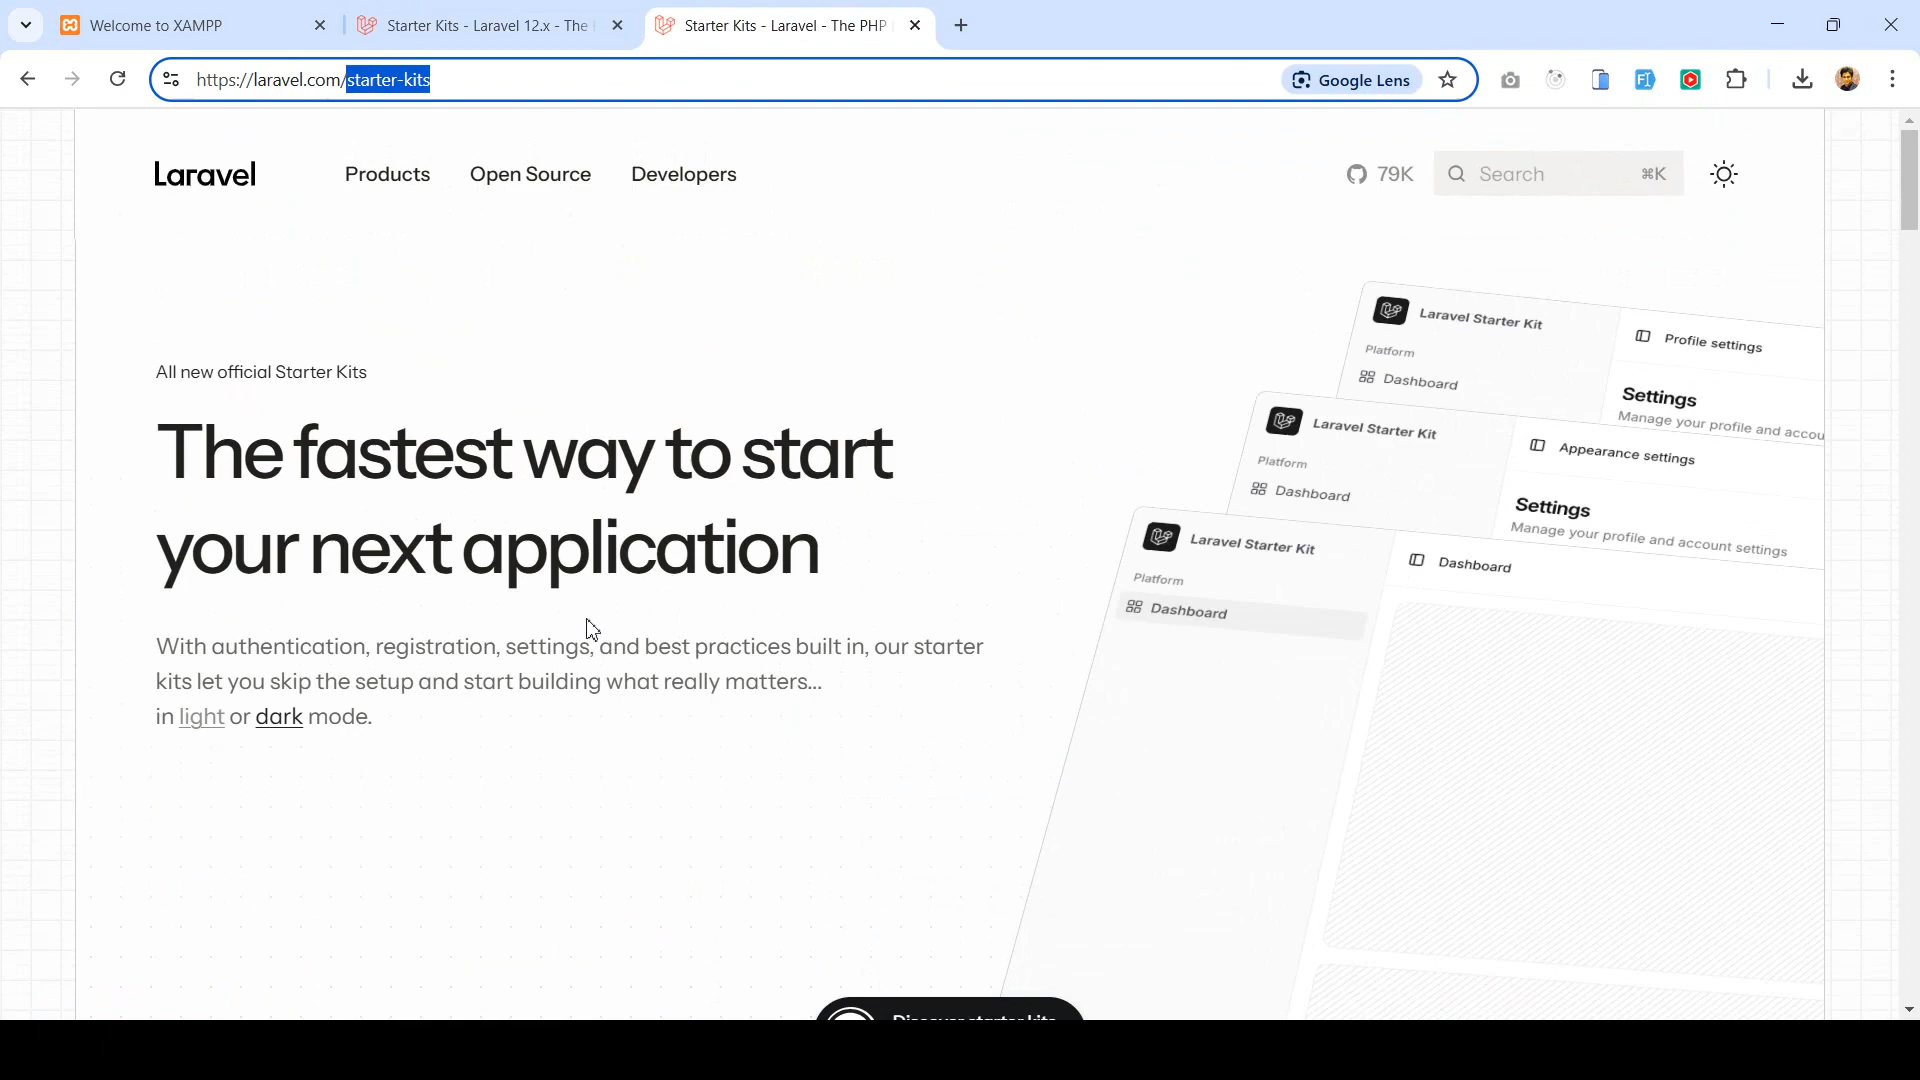 Welcome to XAMPP
Starter Kits - Laravel 12.x - The
Starter Kits - Laravel - The PHP
https://laravel.com/starter-kits
Google Lens
Laravel
Products
Open Source
Developers
79K
Search
⌘K
All new official Starter Kits
The fastest way to start
your next application
With authentication, registration, settings, and best practices built in, our starter
kits let you skip the setup and start building what really matters...
in light or dark mode.
Laravel Starter Kit
Platform
Dashboard
Profile settings
Settings
Manage your profile and accou
Laravel Starter Kit
Platform
Dashboard
Appearance settings
Settings
Manage your profile and account settings
Laravel Starter Kit
Platform
Dashboard
Dashboard
Discover starter kits